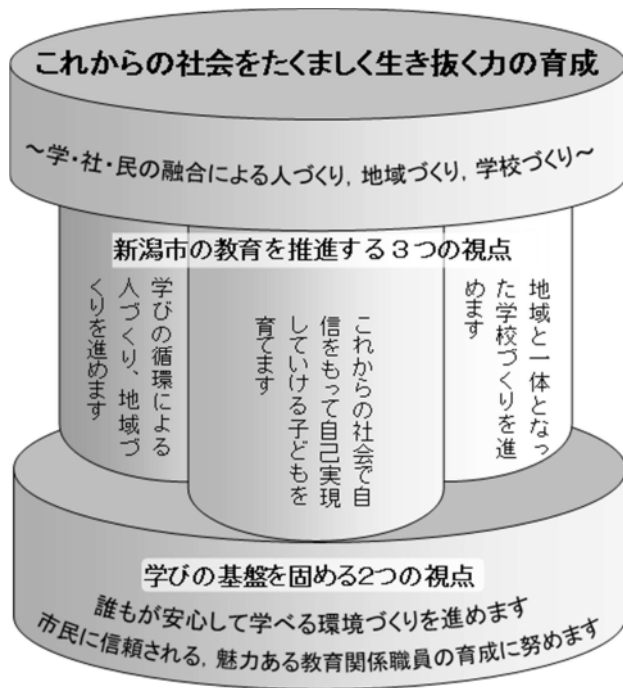 これからの社会をたくましく生き抜く力の育成
～学・社・民の融合による人づくり，地域づくり，学校づくり～
新潟市の教育を推進する３つの視点
学びの循環による
人づくり、地域づ
くりを進めます
これからの社会で自
信をもって自己実現
していける子どもを
育てます
地域と一体となっ
た学校づくりを進
めます
学びの基盤を固める2つの視点
誰もが安心して学べる環境づくりを進めます
市民に信頼される，魅力ある教育関係職員の育成に努めます